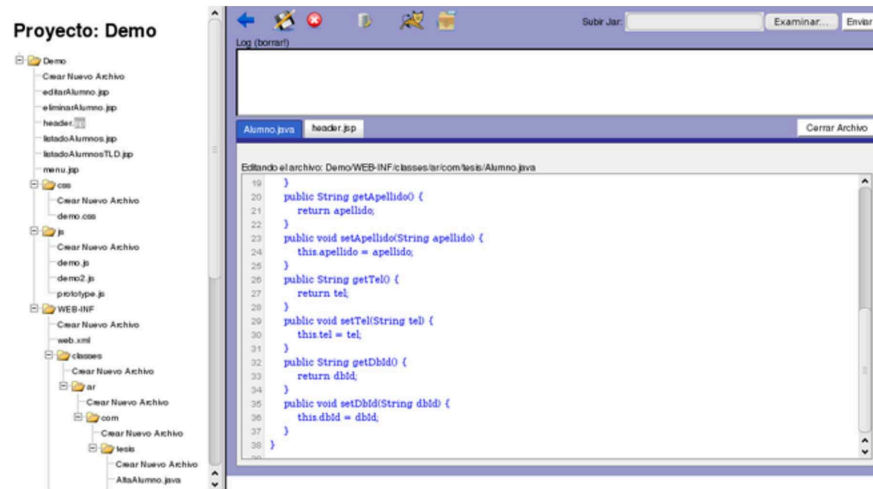 Proyecto: Demo
Demo
Crear Nuevo Archivo
editarAlumno.jsp
eliminarAlumno.jsp
header.jsp
listadoAlumnos.jsp
listadoAlumnosTLD.jsp
menu.jsp
css
Crear Nuevo Archivo
demo.css
js
Crear Nuevo Archivo
demo.js
demo2.js
prototype.js
WEB-INF
Crear Nuevo Archivo
web.xml
classes
Crear Nuevo Archivo
ar
Crear Nuevo Archivo
com
Crear Nuevo Archivo
tesis
Crear Nuevo Archivo
AltaAlumno.java
Subir Jar: Examinar... Enviar
Log (borrar!)
Alumno.java header.jsp Cerrar Archivo
Editando el archivo: Demo/WEB-INF/classes/ar/com/tesis/Alumno.java
19 }
20 public String getApellido() {
21 return apellido;
22 }
23 public void setApellido(String apellido) {
24 this.apellido = apellido;
25 }
26 public String getTel() {
27 return tel;
28 }
29 public void setTel(String tel) {
30 this.tel = tel;
31 }
32 public String getDbId() {
33 return dbId;
34 }
35 public void setDbId(String dbId) {
36 this.dbId = dbId;
37 }
38 }